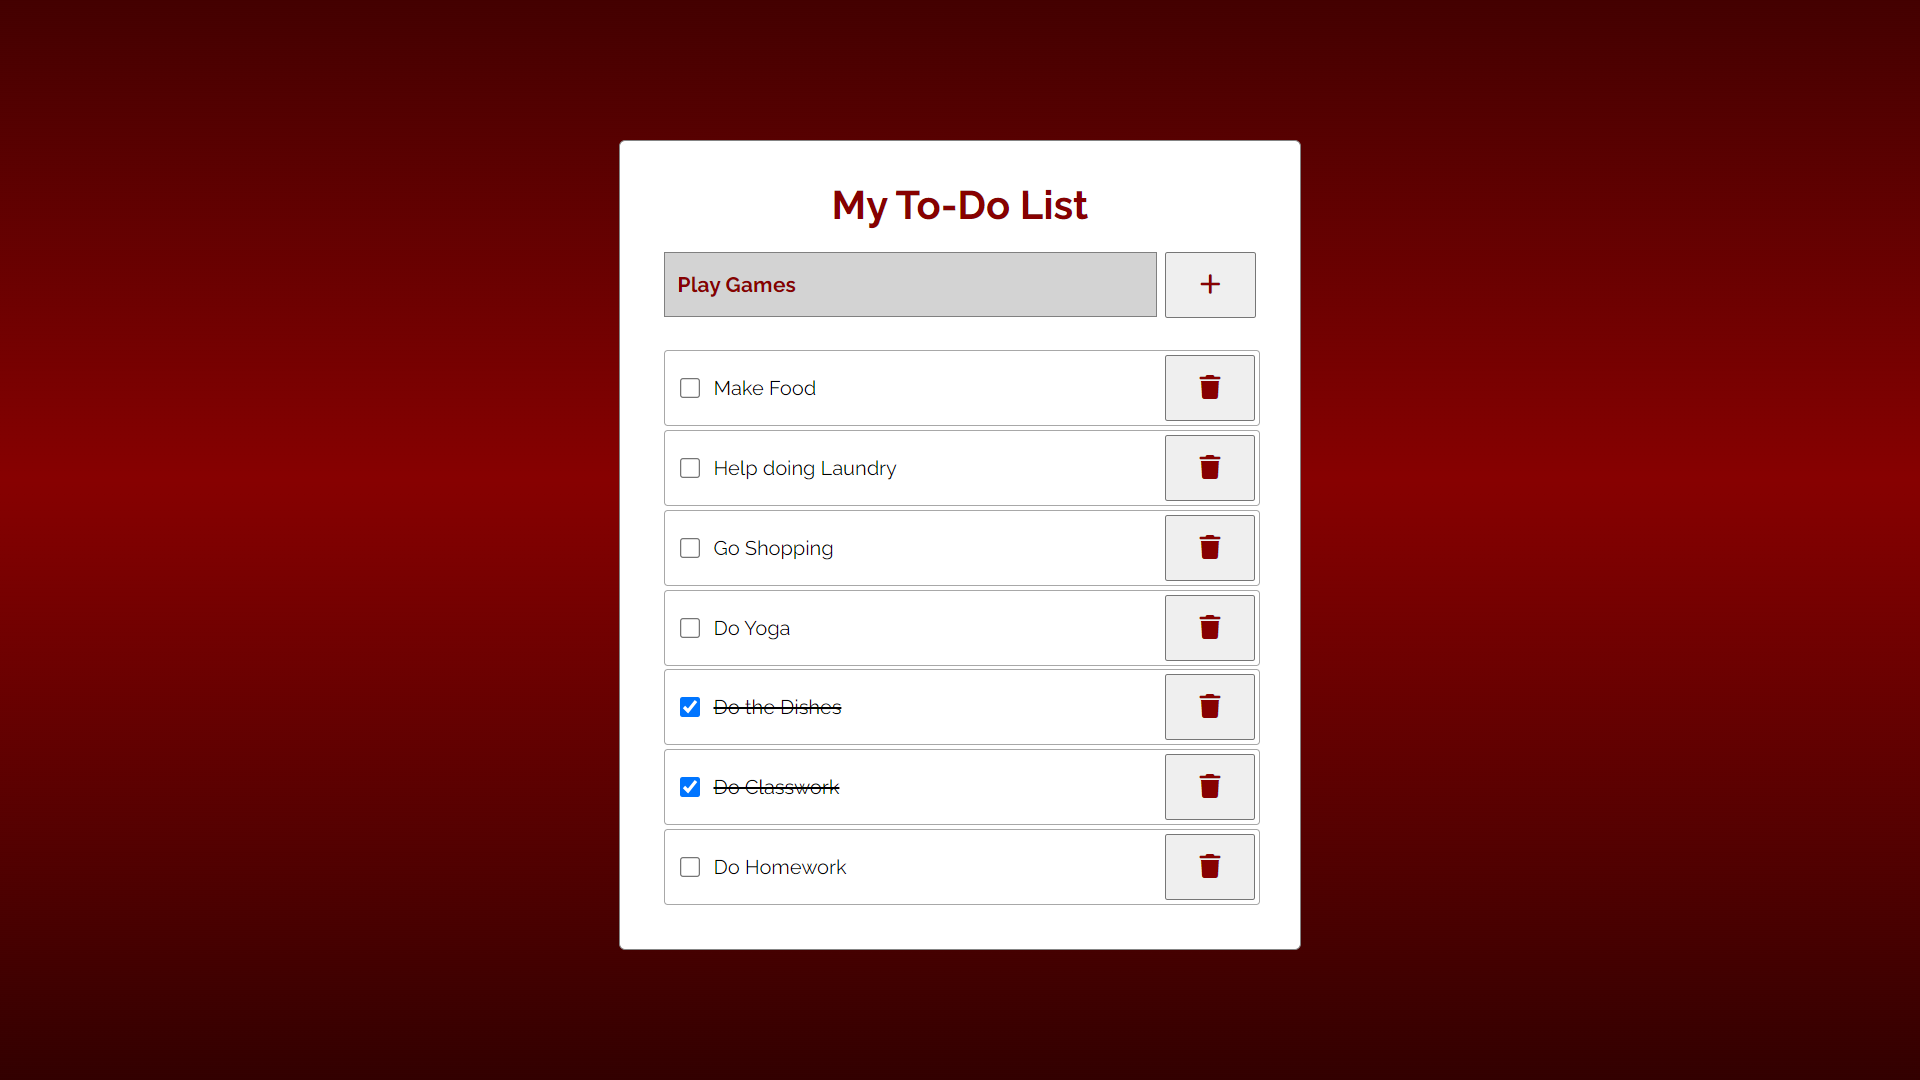 My To-Do List
Play Games
Make Food
Help doing Laundry
Go Shopping
Do Yoga
Do the Dishes
Do Classwork
Do Homework